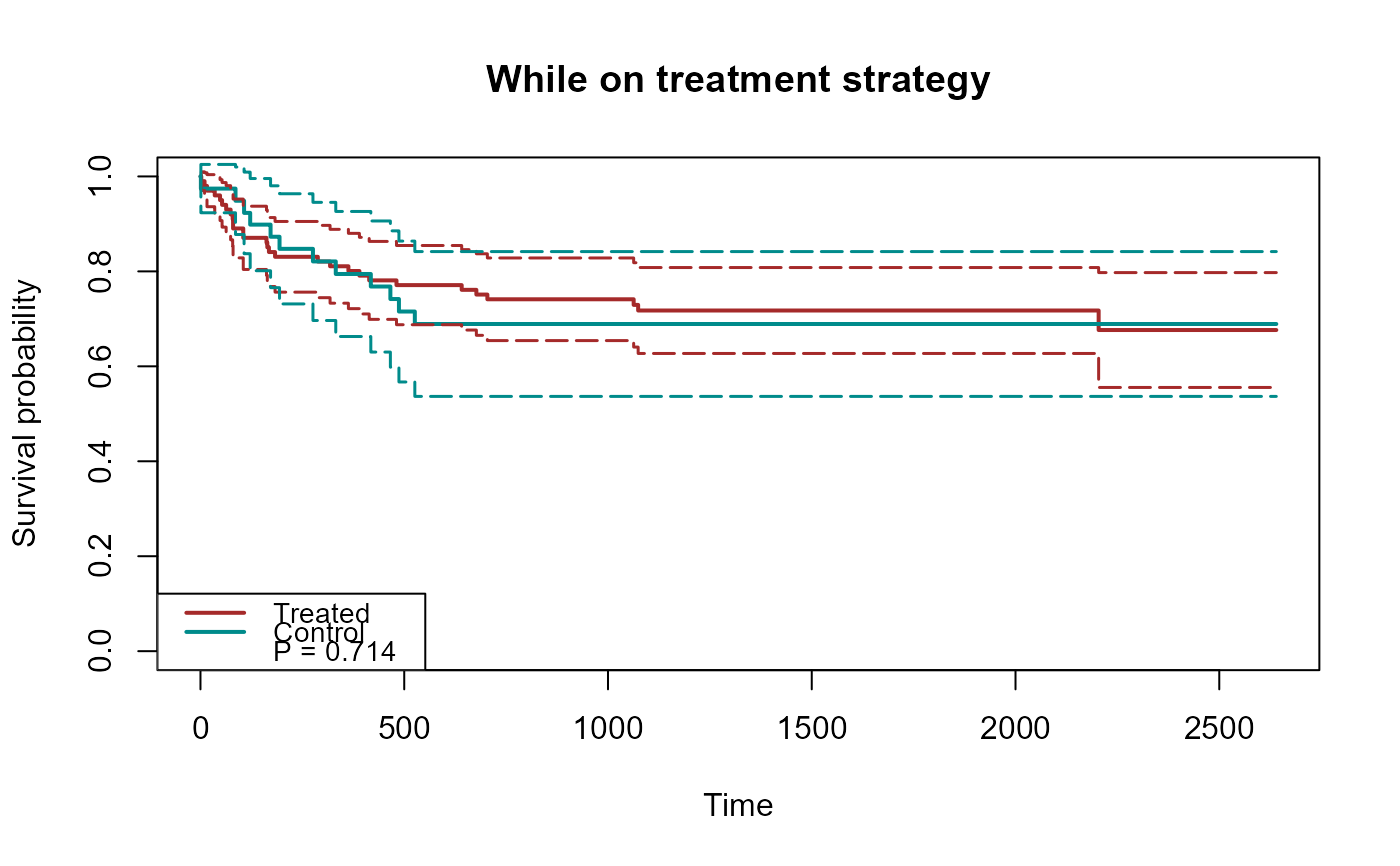 While on treatment strategy
Survival probability
1.0
0.8
0.6
0.4
0.2
0.0
Treated
Control
P = 0.714
0 500 1000 1500 2000 2500
Time